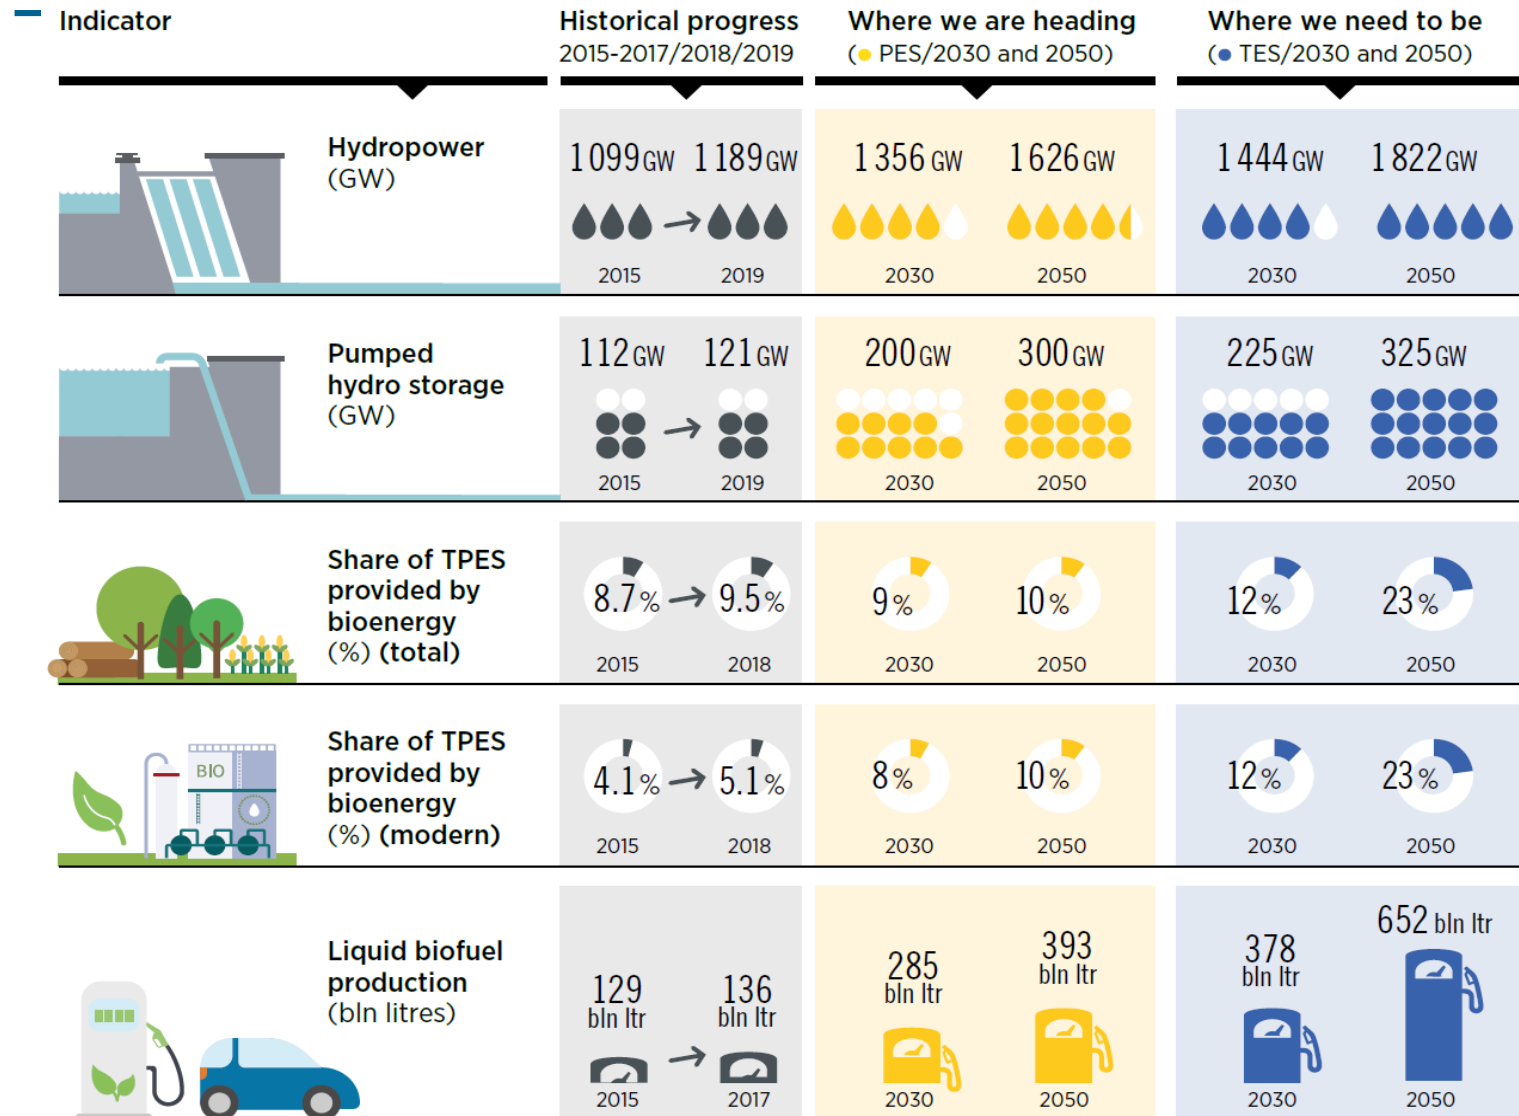 Indicator
Historical progress
2015-2017/2018/2019
Where we are heading
(● PES/2030 and 2050)
Where we need to be
(● TES/2030 and 2050)
Hydropower
(GW)
1 099 GW 1 189 GW 1 356 GW 1 626 GW 1 444 GW 1 822 GW
2015 2019 2030 2050 2030 2050
Pumped
hydro storage
(GW)
112 GW 121 GW 200 GW 300 GW 225 GW 325 GW
2015 2019 2030 2050 2030 2050
Share of TPES
provided by
bioenergy
(%) (total)
8.7 % 9.5 % 9 % 10 % 12 % 23 %
2015 2018 2030 2050 2030 2050
BIO
Share of TPES
provided by
bioenergy
(%) (modern)
4.1 % 5.1 % 8 % 10 % 12 % 23 %
2015 2018 2030 2050 2030 2050
Liquid biofuel
production
(bln litres)
129
bln ltr
136
bln ltr
285
bln ltr
393
bln ltr
378
bln ltr
652 bln ltr
2015 2017 2030 2050 2030 2050